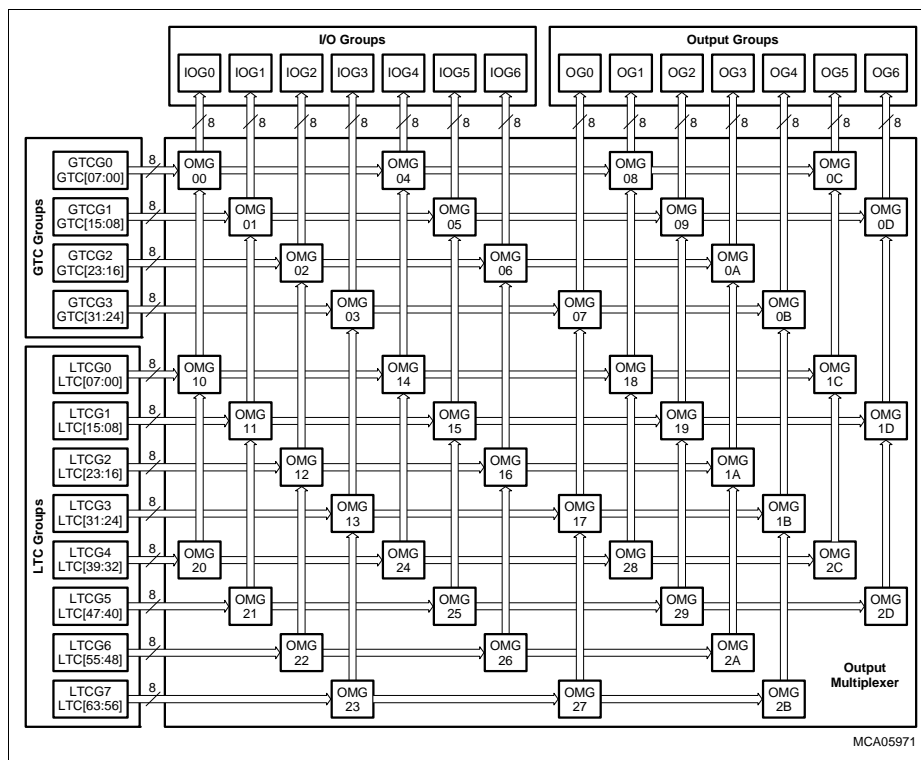 I/O Groups Output Groups
IOG0 IOG1 IOG2 IOG3 IOG4 IOG5 IOG6 OG0 OG1 OG2 OG3 OG4 OG5 OG6
8 8 8 8 8 8 8 8 8 8 8 8 8 8
GTC Groups
GTCG0 8 OMG OMG OMG OMG
GTC[07:00] 00 04 08 0C
GTCG1 8 OMG OMG OMG OMG
GTC[15:08] 01 05 09 0D
GTCG2 8 OMG OMG OMG
GTC[23:16] 02 06 0A
GTCG3 8 OMG OMG OMG
GTC[31:24] 03 07 0B
LTC Groups
LTCG0 8 OMG OMG OMG OMG
LTC[07:00] 10 14 18 1C
LTCG1 8 OMG OMG OMG OMG
LTC[15:08] 11 15 19 1D
LTCG2 8 OMG OMG OMG
LTC[23:16] 12 16 1A
LTCG3 8 OMG OMG OMG
LTC[31:24] 13 17 1B
LTCG4 8 OMG OMG OMG OMG
LTC[39:32] 20 24 28 2C
LTCG5 8 OMG OMG OMG OMG
LTC[47:40] 21 25 29 2D
LTCG6 8 OMG OMG OMG
LTC[55:48] 22 26 2A
LTCG7 8 OMG OMG OMG
LTC[63:56] 23 27 2B
Output
Multiplexer
MCA05971